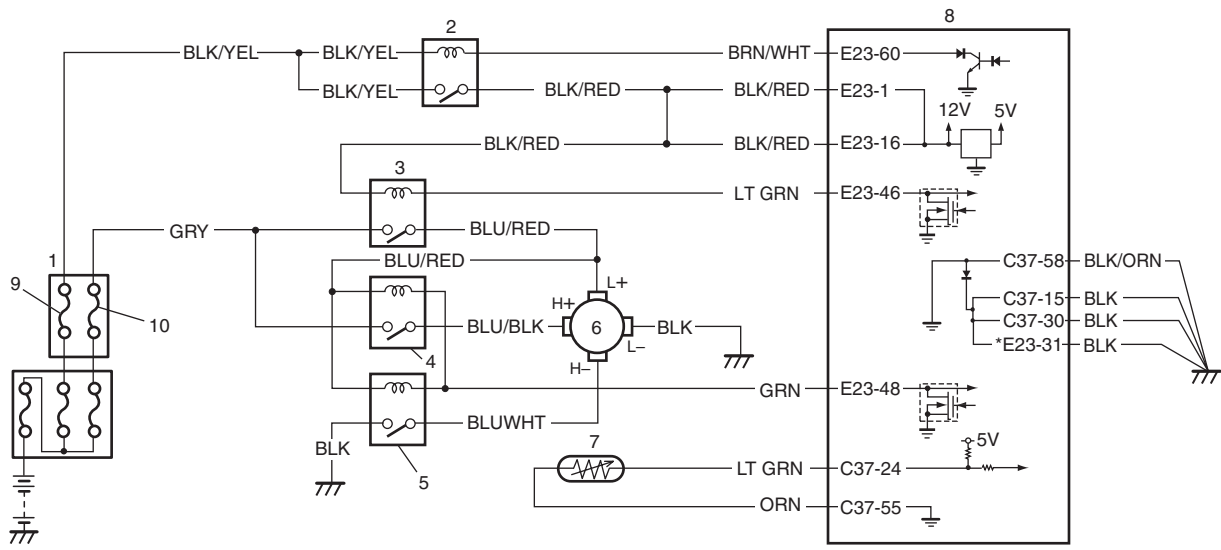 8
2
BLK/YEL BLK/YEL BRN/WHT E23-60
BLK/YEL BLK/RED BLK/RED E23-1
12V 5V
BLK/RED BLK/RED E23-16
3
LT GRN E23-46
GRY BLU/RED
1 BLU/RED C37-58 BLK/ORN
9 L+
H+ C37-15 BLK
10 BLU/BLK 6 BLK C37-30 BLK
L–
4 *E23-31 BLK
H–
GRN E23-48
BLUWHT
7 5V
BLK
5 LT GRN C37-24
ORN C37-55